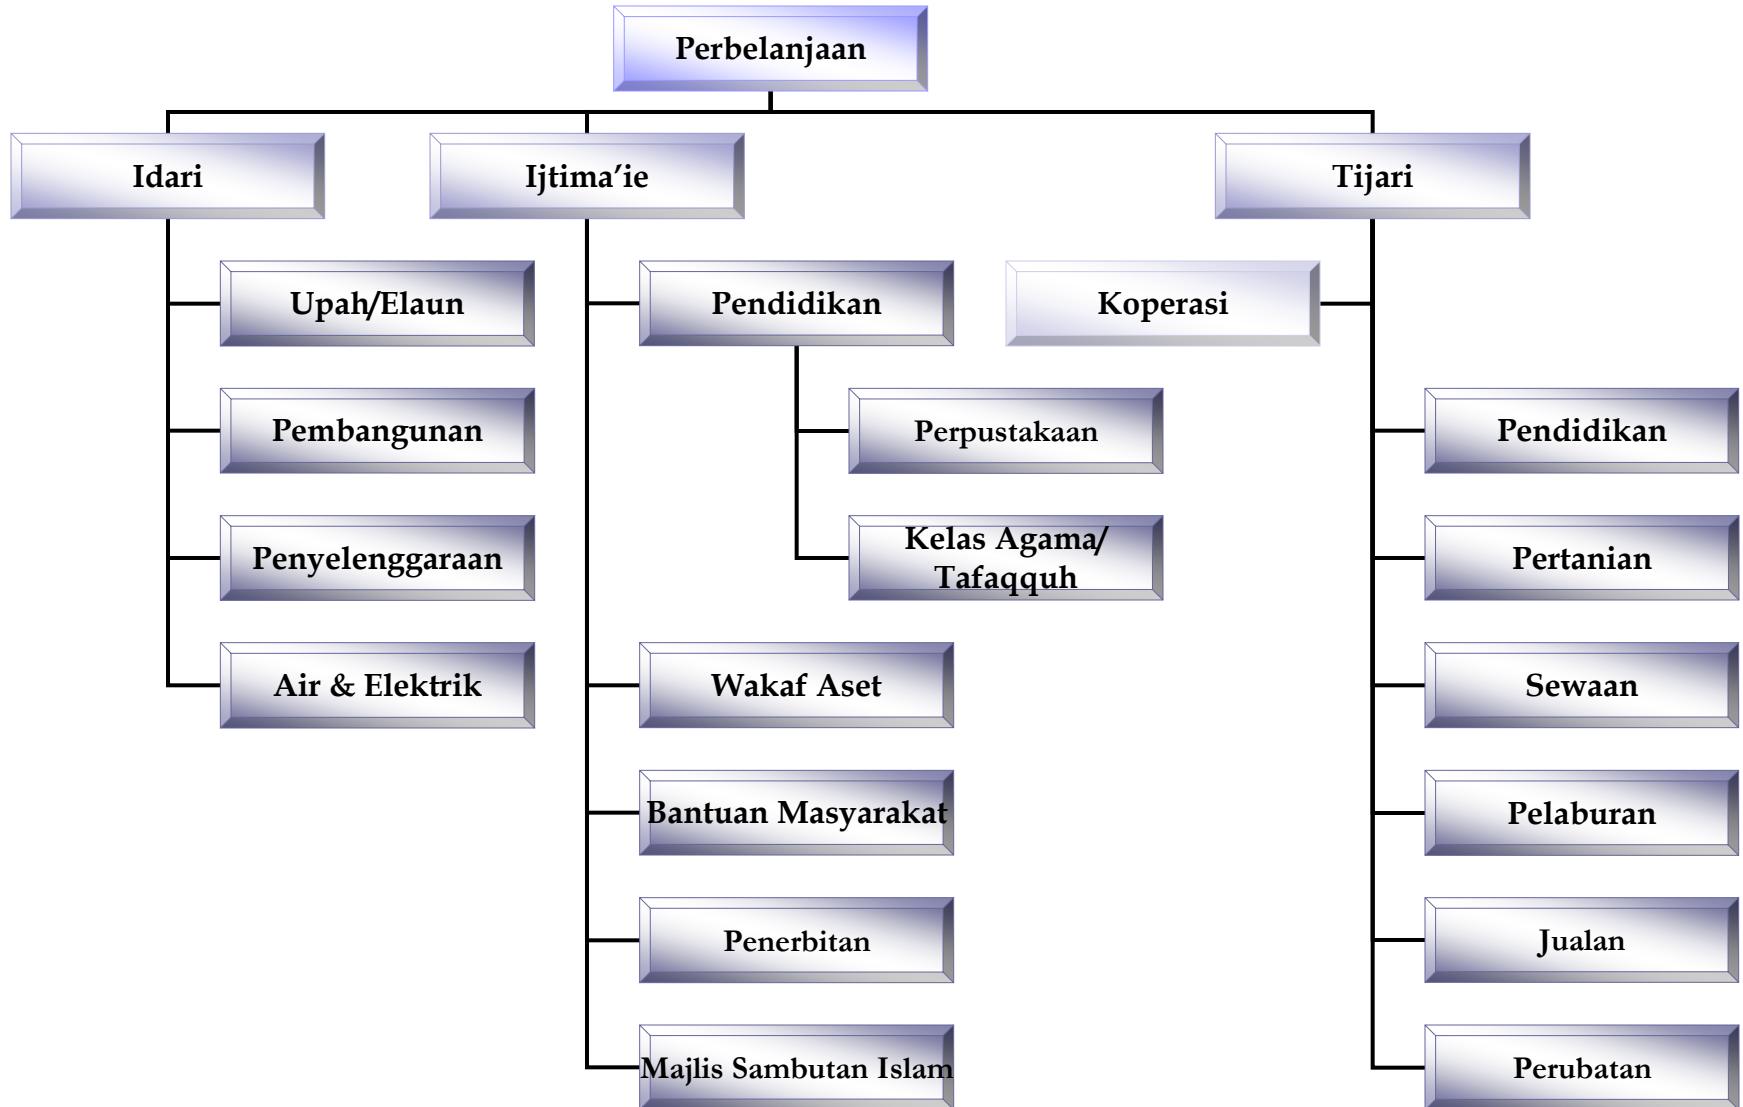 Perbelanjaan
Idari
Ijtima’ie
Tijari
Upah/Elaun
Pendidikan
Koperasi
Pembangunan
Perpustakaan
Pendidikan
Penyelenggaraan
Kelas Agama/
Tafaqquh
Pertanian
Air & Elektrik
Wakaf Aset
Sewaan
Bantuan Masyarakat
Pelaburan
Penerbitan
Jualan
Majlis Sambutan Islam
Perubatan